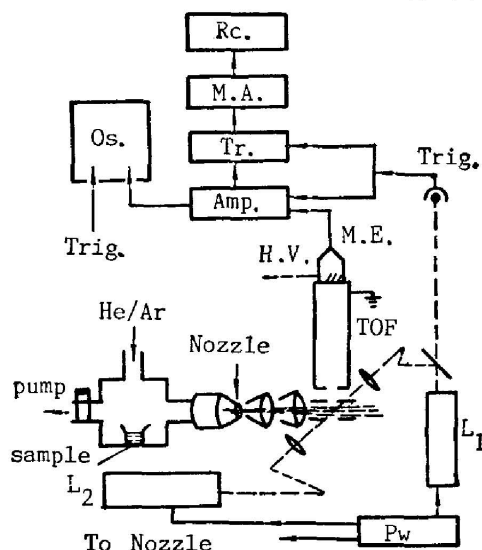 Rc.
M.A.
Os.
Tr.
Trig.
Amp.
Trig.
M.E.
H.V.
He/Ar
Nozzle
TOF
pump
sample
L1
L2
To Nozzle
Pw